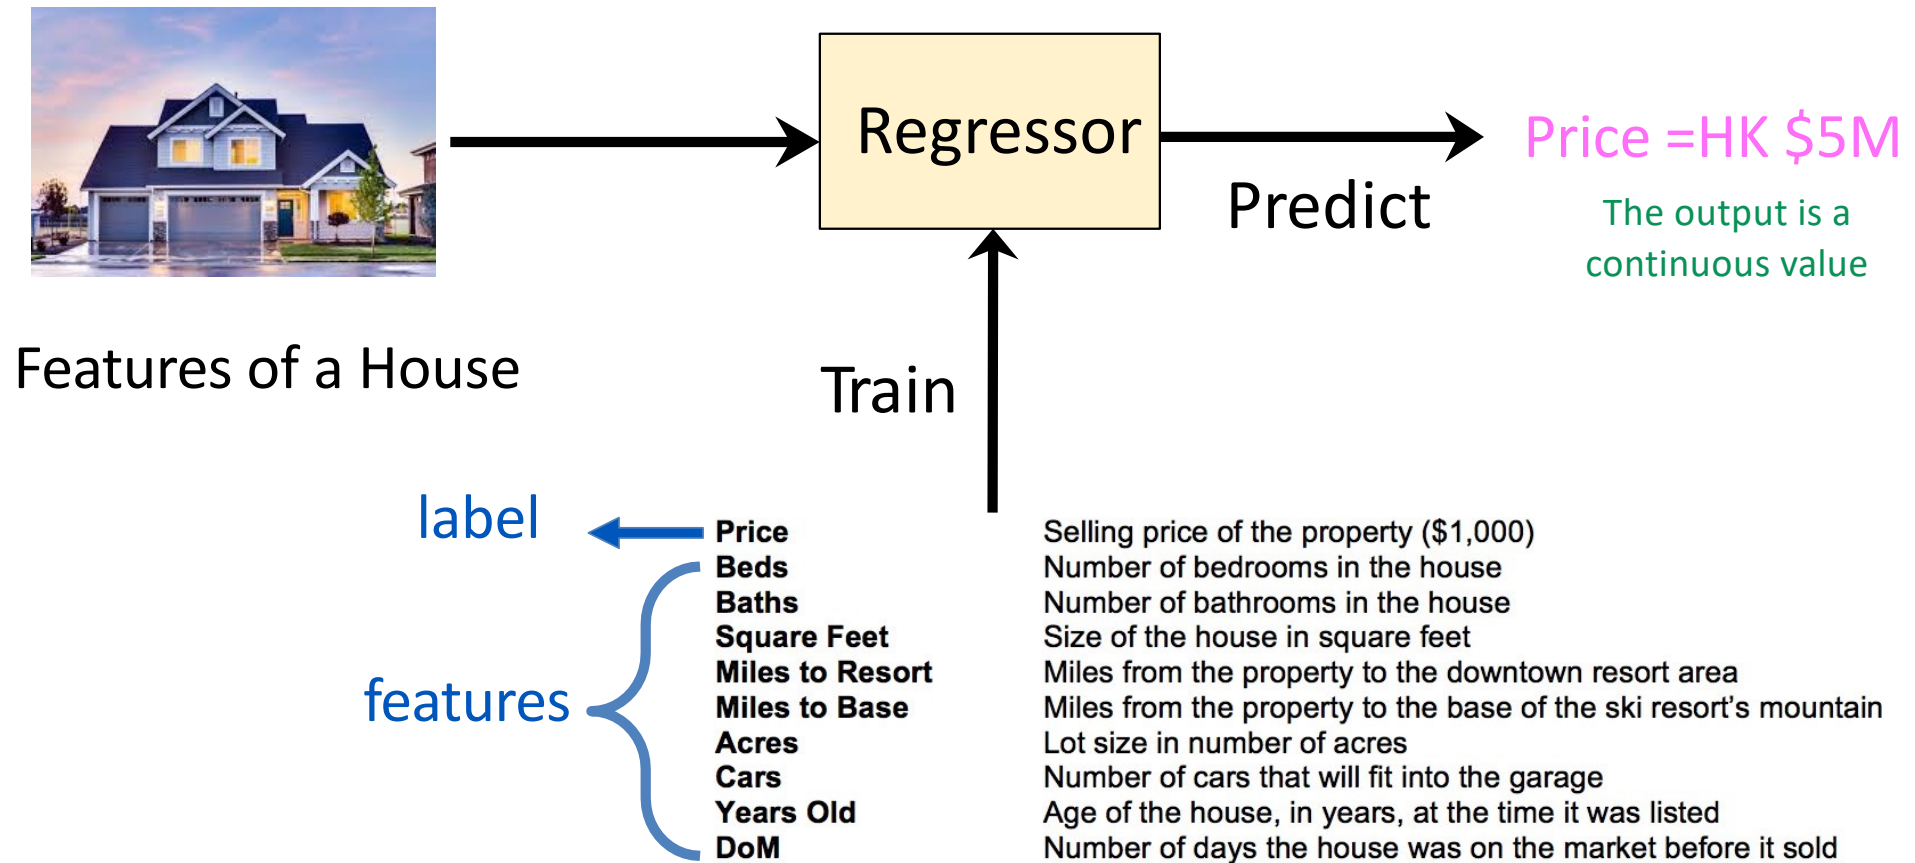 Regressor
Price =HK $5M
Predict
The output is a
continuous value
Features of a House
Train
label
Price Selling price of the property ($1,000)
Beds Number of bedrooms in the house
Baths Number of bathrooms in the house
Square Feet Size of the house in square feet
Miles to Resort Miles from the property to the downtown resort area
features
Miles to Base Miles from the property to the base of the ski resort's mountain
Acres Lot size in number of acres
Cars Number of cars that will fit into the garage
Years Old Age of the house, in years, at the time it was listed
DoM Number of days the house was on the market before it sold